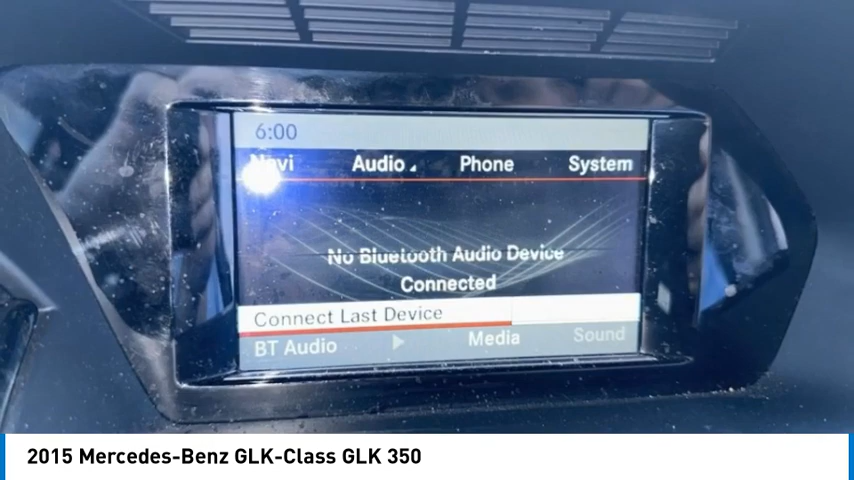 6:00
Navi Audio Phone System
No Bluetooth Audio Device
Connected
Connect Last Device
BT Audio Media Sound
2015 Mercedes-Benz GLK-Class GLK 350